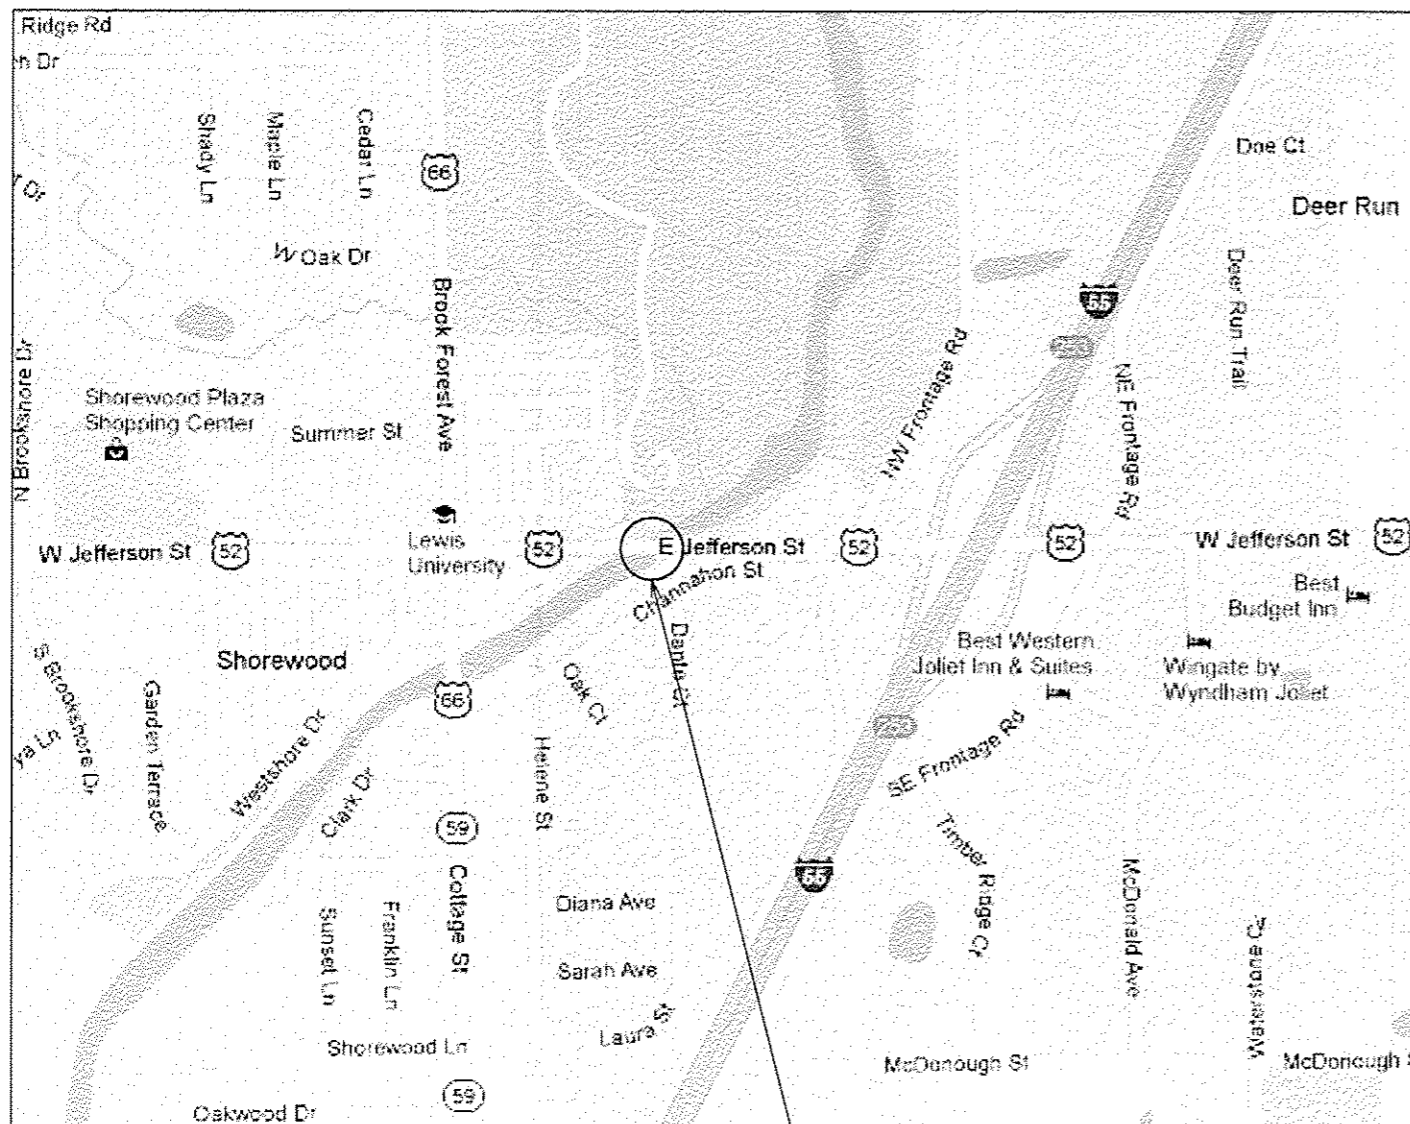 Ridge Rd
n Dr
Shady Ln
Maple Ln
Cedar Ln
66
Doe Ct
Dr
Deer Run
W Oak Dr
Deer Run Trail
55
Brook Forest Ave
N Brookshore Dr
NW Frontage Rd
NE Frontage Rd
Shorewood Plaza
Shopping Center
Summer St
W Jefferson St
52
Lewis
University
52
E Jefferson St
52
52
W Jefferson St
52
Channahon St
Best
Budget Inn
Best Western
Joliet Inn & Suites
Wingate by
Wyndham Joliet
Shorewood
S Brookshore Dr
Garden Terrace
ya Ln
Westshore Dr
Clark Dr
66
Oak Ct
Helene St
SE Frontage Rd
59
Timber Ridge Ct
Cottage St
Diana Ave
McDonald Ave
Sunset Ln
Franklin Ln
Sarah Ave
Laura St
Shorewood Ln
McDonough St
McDonough S
59
Oakwood Dr